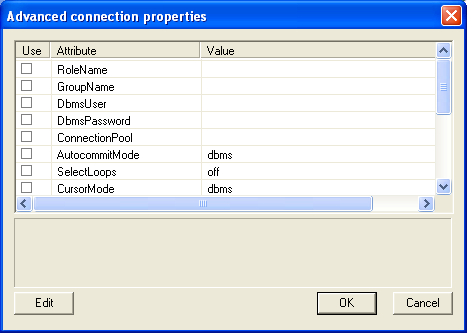 Advanced connection properties
Use Attribute Value
RoleName
GroupName
DbmsUser
DbmsPassword
ConnectionPool
AutocommitMode dbms
SelectLoops off
CursorMode dbms
Edit OK Cancel